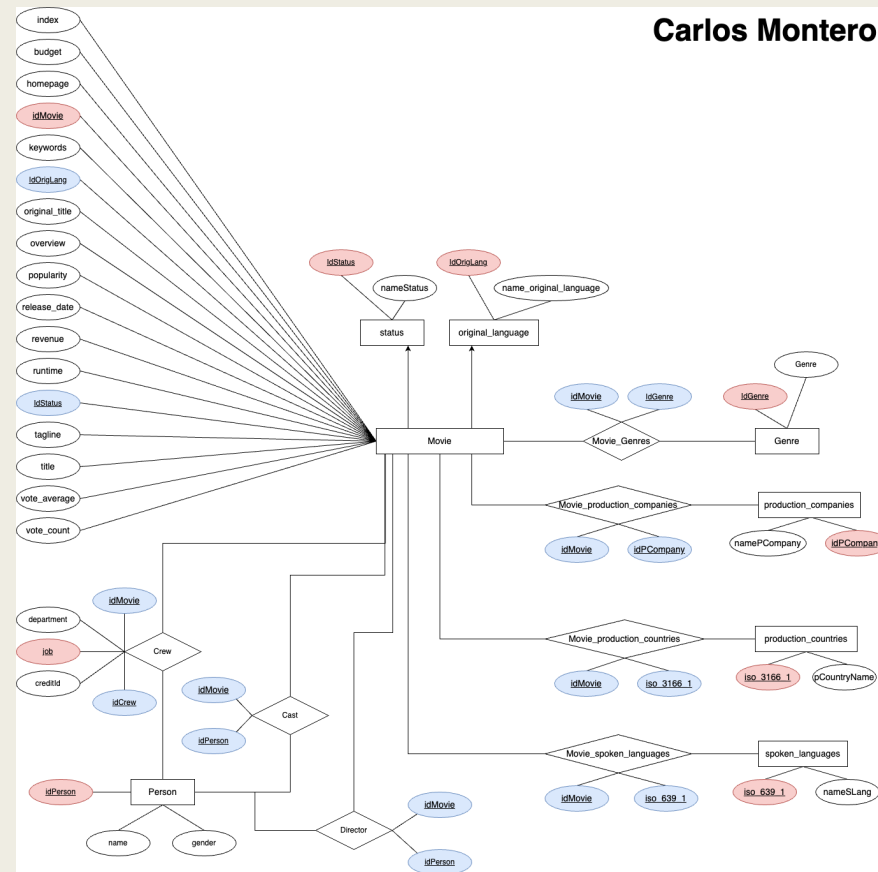 Carlos Montero
index
budget
homepage
idMovie
keywords
IdOrigLang
original_title
overview
popularity
release_date
revenue
runtime
IdStatus
tagline
title
vote_average
vote_count
IdStatus
nameStatus
status
IdOrigLang
name_original_language
original_language
Movie
idMovie
IdGenre
Movie_Genres
IdGenre
Genre
Genre
Movie_production_companies
idMovie
idPCompany
production_companies
namePCompany
idPCompan
Movie_production_countries
idMovie
iso_3166_1
production_countries
iso_3166_1
pCountryName
Movie_spoken_languages
idMovie
iso_639_1
spoken_languages
iso_639_1
nameSLang
idMovie
department
job
creditId
idCrew
Crew
idMovie
idPerson
Cast
idPerson
Person
name
gender
Director
idMovie
idPerson